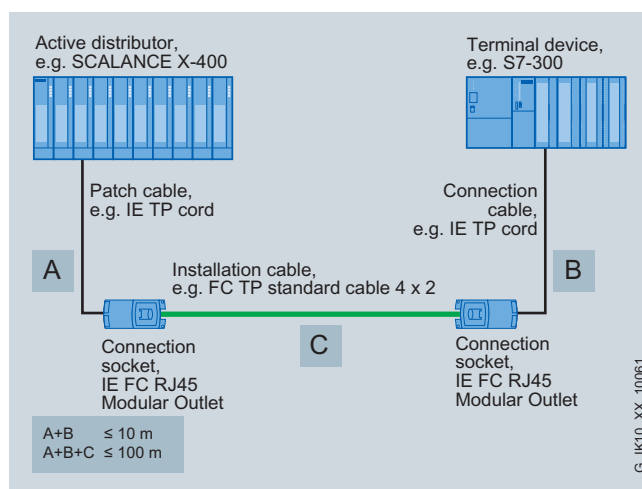 Active distributor,
e.g. SCALANCE X-400
Terminal device,
e.g. S7-300
Patch cable,
e.g. IE TP cord
Connection
cable,
e.g. IE TP cord
A
B
Installation cable,
e.g. FC TP standard cable 4 x 2
C
Connection
socket,
IE FC RJ45
Modular Outlet
Connection
socket,
IE FC RJ45
Modular Outlet
A+B ≤ 10 m
A+B+C ≤ 100 m
G_IK10_XX_10061